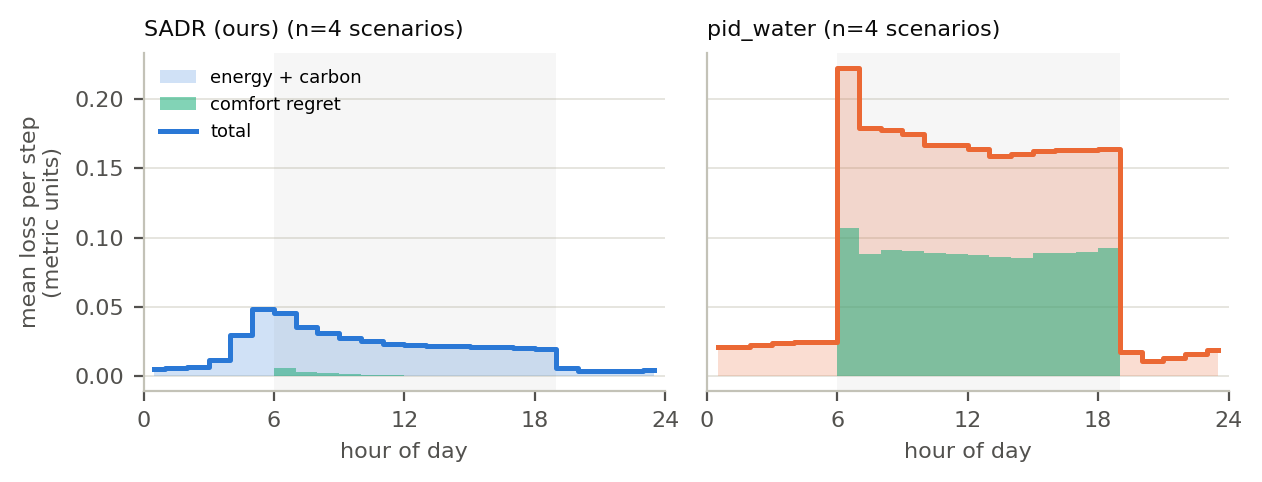 SADR (ours) (n=4 scenarios)
pid_water (n=4 scenarios)
energy + carbon
comfort regret
total
mean loss per step
(metric units)
0.20
0.15
0.10
0.05
0.00
0 6 12 18 24
0 6 12 18 24
hour of day
hour of day